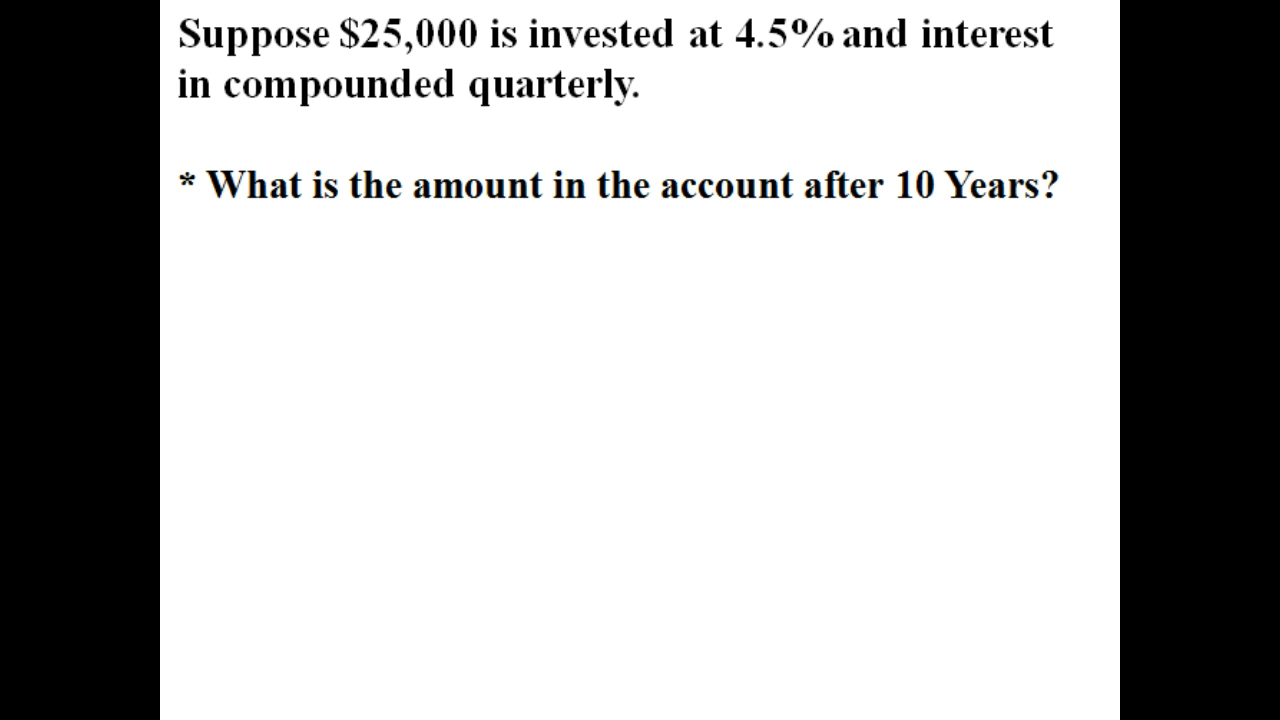 Suppose $25,000 is invested at 4.5% and interest
in compounded quarterly.
* What is the amount in the account after 10 Years?